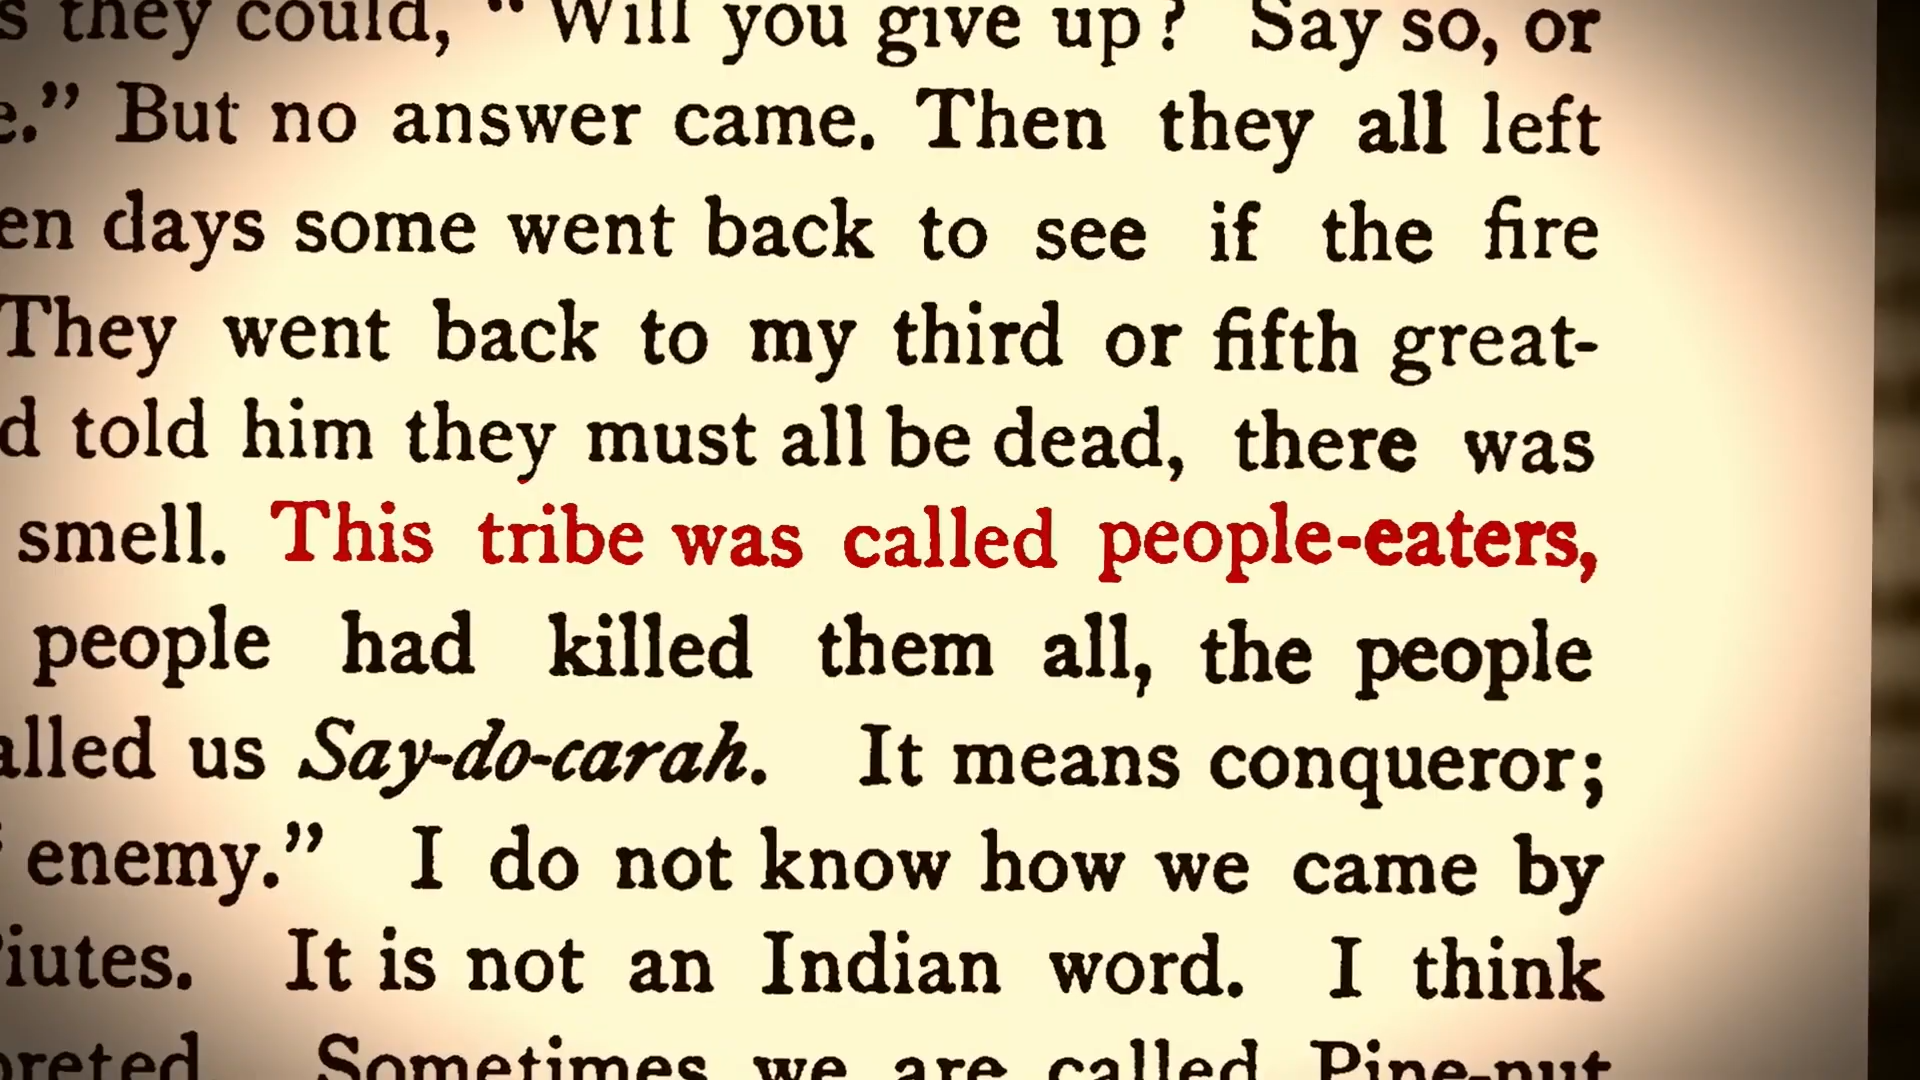 s they could, “ Will you give up? Say so, or
e.” But no answer came. Then they all left
en days some went back to see if the fire
They went back to my third or fifth great-
d told him they must all be dead, there was
smell. This tribe was called people-eaters,
people had killed them all, the people
alled us Say-do-carah. It means conqueror;
enemy.” I do not know how we came by
iutes. It is not an Indian word. I think
preted. Sometimes we are called Pine-nut